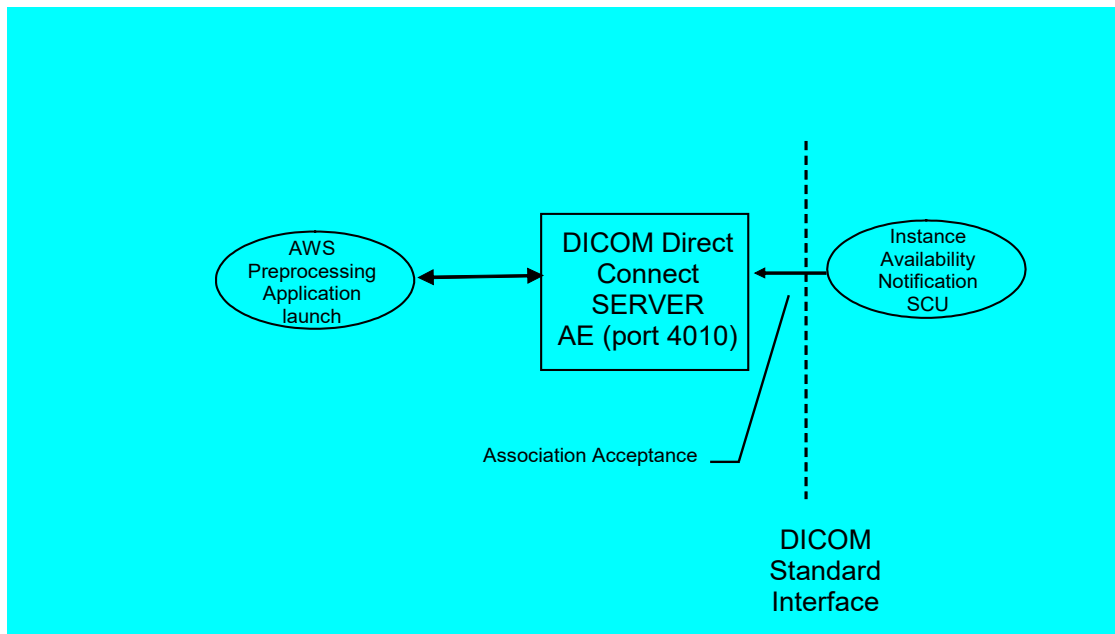 AWS
Preprocessing
Application
launch
DICOM Direct
Connect
SERVER
AE (port 4010)
Instance
Availability
Notification
SCU
Association Acceptance
DICOM
Standard
Interface